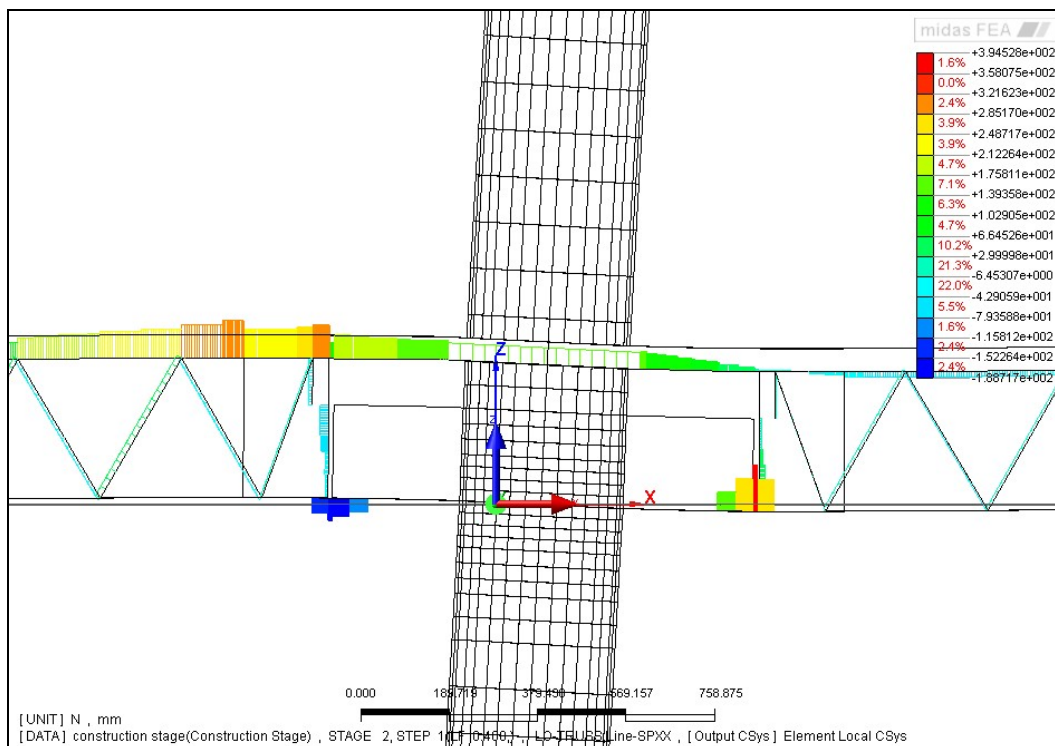 midas FEA
+3.94528e+002
1.6%
+3.58075e+002
0.0%
+3.21623e+002
2.4%
+2.85170e+002
3.9%
+2.48717e+002
3.9%
+2.12264e+002
4.7%
+1.75811e+002
7.1%
+1.39358e+002
6.3%
+1.02905e+002
4.7%
+6.64526e+001
10.2%
+2.99998e+001
21.3%
-6.45307e+000
22.0%
-4.29059e+001
5.5%
-7.93588e+001
1.6%
-1.15812e+002
2.4%
-1.52264e+002
2.4%
-1.88717e+002
Z
X
0.000 189.719 379.438 569.157 758.875
[UNIT] N , mm
[DATA] construction stage(Construction Stage) , STAGE 2, STEP Line-SPXX , [Output CSys] Element Local CSys